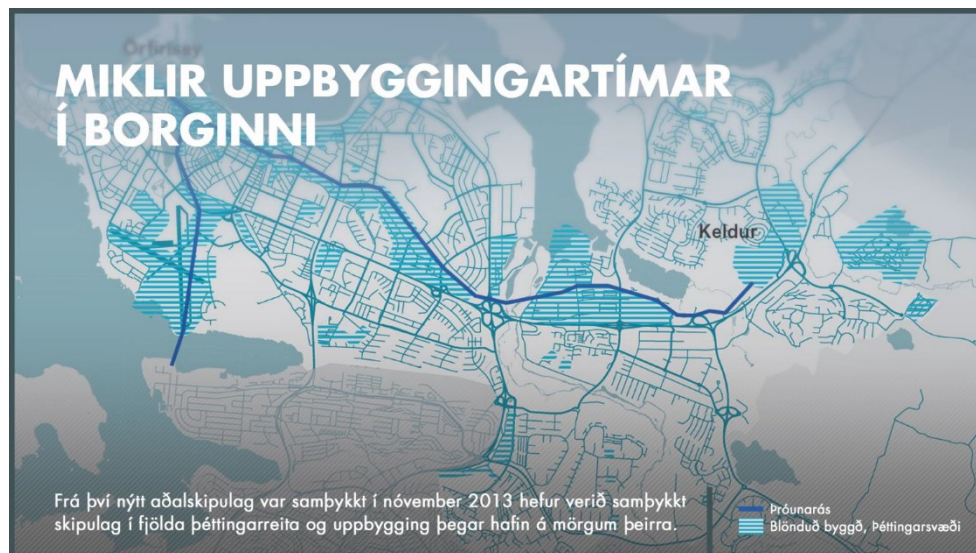 Örfirisey
MIKLIR UPPBYGGINGARTÍMAR
Í BORGINNI
Keldur
Frá því nýtt aðalskipulag var samþykkt í nóvember 2013 hefur verið samþykkt
skipulag í fjölda þéttingarreita og uppbygging þegar hafin á mörgum þeirra.
Þróunarás
Blönduð byggð, Þéttingarsvæði